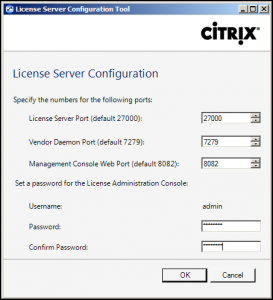 License Server Configuration Tool
CITRIX®
License Server Configuration
Specify the numbers for the following ports:
License Server Port (default 27000): 27000
Vendor Daemon Port (default 7279): 7279
Management Console Web Port (default 8082): 8082
Set a password for the License Administration Console:
Username: admin
Password: ********
Confirm Password: ********
OK Cancel